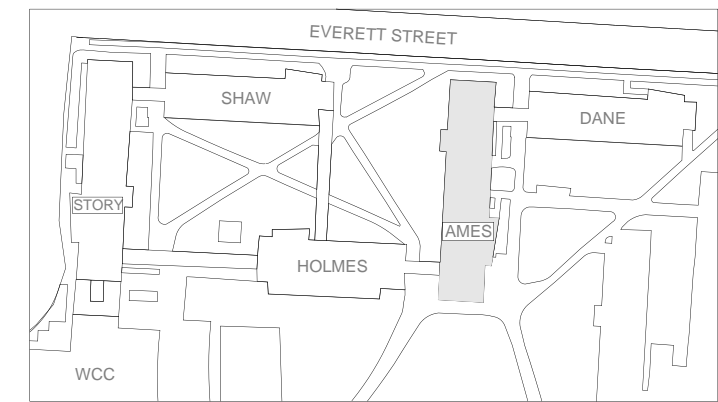 EVERETT STREET
SHAW
DANE
STORY
AMES
HOLMES
WCC